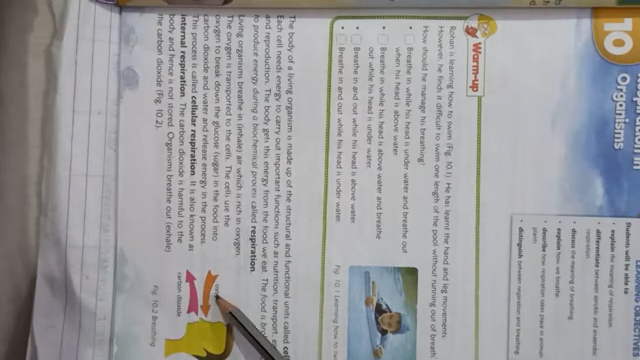 10
Organisms
LEARNING OBJECTIVES
Students will be able to
• explain the meaning of respiration
• differentiate between aerobic and anaerobic
respiration.
• discuss the meaning of breathing.
• explain how we breathe.
• describe how respiration takes place in
plants.
• distinguish between respiration and breathing.
Warm-up
Rohan is learning how to swim (Fig. 10.1). He has learnt the hand and leg movements.
However, he finds it difficult to swim one length of the pool without running out of breath.
How should he manage his breathing?
• Breathe in while his head is under water and breathe out
when his head is above water.
• Breathe in while his head is above water and breathe
out while his head is under water.
• Breathe in and out while his head is above water.
• Breathe in and out while his head is under water.
Fig. 10.1 Learning how to
The body of a living organism is made up of the structural and functional units called
Each cell needs energy to carry out important functions such as nutrition, transport,
and reproduction. The body gets this energy from the food we eat. The food is
to produce energy during a biochemical process called respiration.
Living organisms breathe in (inhale) air which is rich in oxygen.
The oxygen is transported to the cells. The cells use the
oxygen to break down the glucose (sugar) in the food into
carbon dioxide and water and release energy in the process.
This process is called cellular respiration. It is also known as
internal respiration. The carbon dioxide is harmful to the
body and hence is not stored. Organisms breathe out (exhale)
the carbon dioxide (Fig. 10.2).
carbon dioxide
Fig. 10.2 Breathing